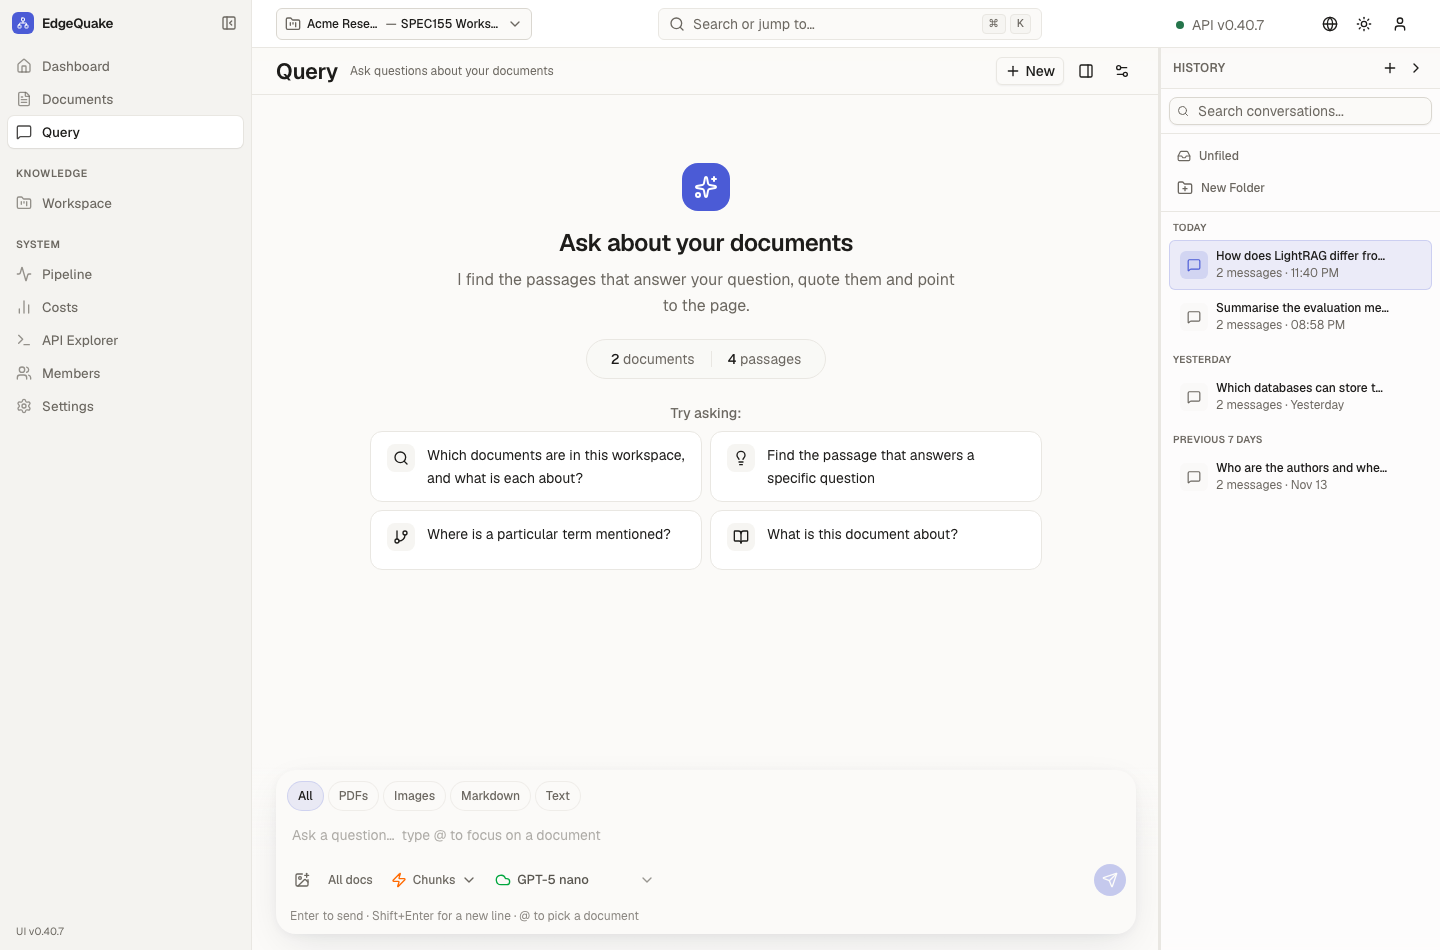 EdgeQuake
Dashboard
Documents
Query
KNOWLEDGE
Workspace
SYSTEM
Pipeline
Costs
API Explorer
Members
Settings
UI v0.40.7
Acme Rese... — SPEC155 Works...
Search or jump to...
⌘ K
API v0.40.7
Query
Ask questions about your documents
New
Ask about your documents
I find the passages that answer your question, quote them and point
to the page.
2 documents
4 passages
Try asking:
Which documents are in this workspace,
and what is each about?
Find the passage that answers a
specific question
Where is a particular term mentioned?
What is this document about?
All
PDFs
Images
Markdown
Text
Ask a question... type @ to focus on a document
All docs
Chunks
GPT-5 nano
Enter to send · Shift+Enter for a new line · @ to pick a document
HISTORY
Search conversations...
Unfiled
New Folder
TODAY
How does LightRAG differ fro...
2 messages · 11:40 PM
Summarise the evaluation me...
2 messages · 08:58 PM
YESTERDAY
Which databases can store t...
2 messages · Yesterday
PREVIOUS 7 DAYS
Who are the authors and whe...
2 messages · Nov 13